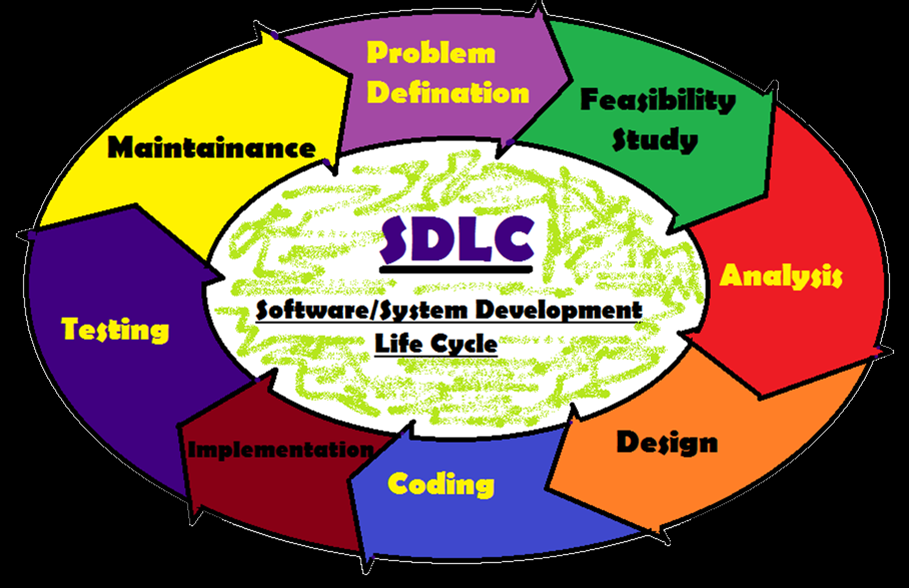 SDLC
Software/System Development
Life Cycle
Problem
Defination
Feasibility
Study
Analysis
Design
Coding
Implementation
Testing
Maintainance